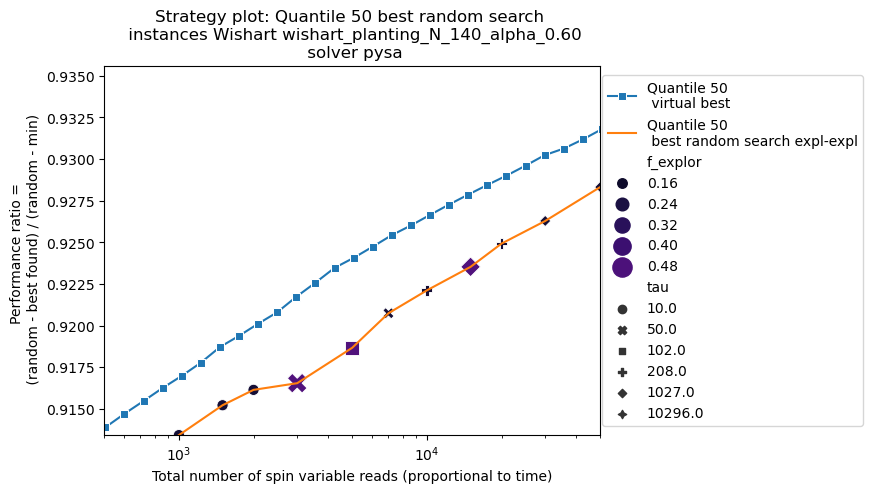 Strategy plot: Quantile 50 best random search
instances Wishart wishart_planting_N_140_alpha_0.60
solver pysa
Performance ratio =
(random - best found) / (random - min)
0.9350
0.9325
0.9300
0.9275
0.9250
0.9225
0.9200
0.9175
0.9150
10^3
10^4
Total number of spin variable reads (proportional to time)
Quantile 50
virtual best
Quantile 50
best random search expl-expl
f_explor
0.16
0.24
0.32
0.40
0.48
tau
10.0
50.0
102.0
208.0
1027.0
10296.0